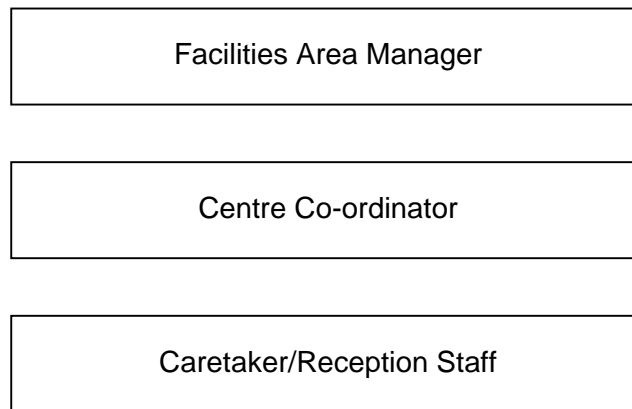 Facilities Area Manager
Centre Co-ordinator
Caretaker/Reception Staff